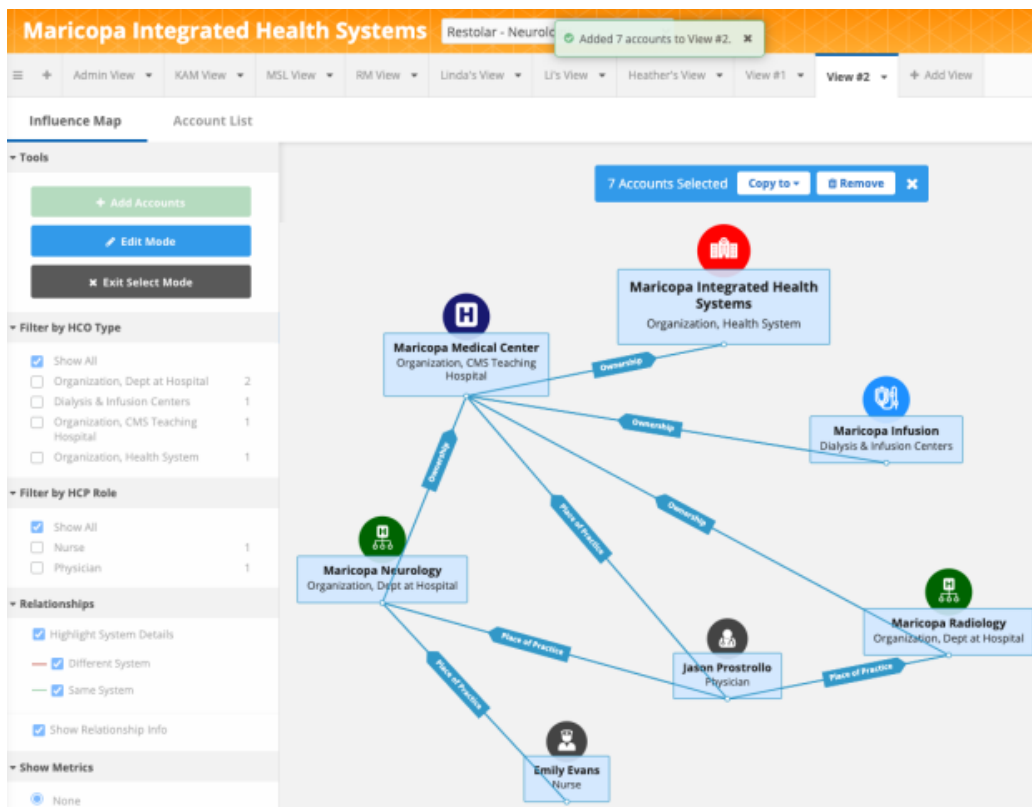 Maricopa Integrated Health Systems
Restolar - Neurolo
Added 7 accounts to View #2. ×
Admin View
KAM View
MSL View
RM View
Linda's View
Li's View
Heather's View
View #1
View #2
+ Add View
Influence Map
Account List
Tools
+ Add Accounts
Edit Mode
× Exit Select Mode
Filter by HCO Type
Show All
Organization, Dept at Hospital 2
Dialysis & Infusion Centers 1
Organization, CMS Teaching 1
Hospital
Organization, Health System 1
Filter by HCP Role
Show All
Nurse 1
Physician 1
Relationships
Highlight System Details
Different System
Same System
Show Relationship Info
Show Metrics
None
7 Accounts Selected
Copy to
Remove
×
Maricopa Integrated Health
Systems
Organization, Health System
H
Maricopa Medical Center
Organization, CMS Teaching
Hospital
Ownership
Maricopa Infusion
Dialysis & Infusion Centers
Ownership
Ownership
Place of Practice
Ownership
H
Maricopa Neurology
Organization, Dept at Hospital
H
Maricopa Radiology
Organization, Dept at Hospital
Place of Practice
Jason Prostrollo
Physician
Place of Practice
Place of Practice
Emily Evans
Nurse